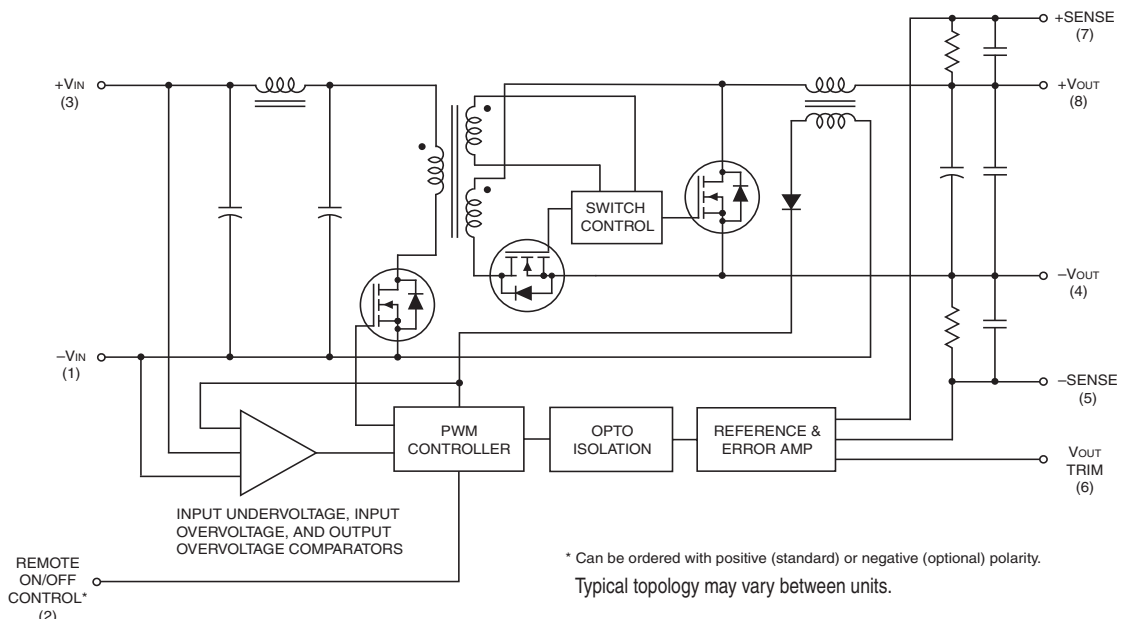 +SENSE
(7)
+VIN
(3)
+VOUT
(8)
SWITCH
CONTROL
−VOUT
(4)
−VIN
(1)
−SENSE
(5)
PWM
CONTROLLER
OPTO
ISOLATION
REFERENCE &
ERROR AMP
VOUT
TRIM
(6)
INPUT UNDERVOLTAGE, INPUT
OVERVOLTAGE, AND OUTPUT
OVERVOLTAGE COMPARATORS
REMOTE
ON/OFF
CONTROL*
(2)
* Can be ordered with positive (standard) or negative (optional) polarity.
Typical topology may vary between units.